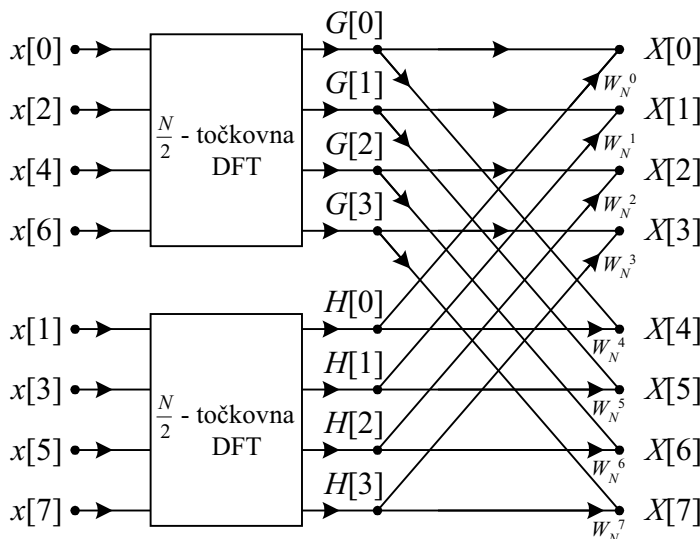 x[0] G[0] X[0]
W_N^0
x[2] G[1] X[1]
W_N^1
N/2 - točkovna
DFT
x[4] G[2] X[2]
W_N^2
x[6] G[3] X[3]
W_N^3
x[1] H[0] X[4]
W_N^4
x[3] H[1] X[5]
W_N^5
N/2 - točkovna
DFT
x[5] H[2] X[6]
W_N^6
x[7] H[3] X[7]
W_N^7